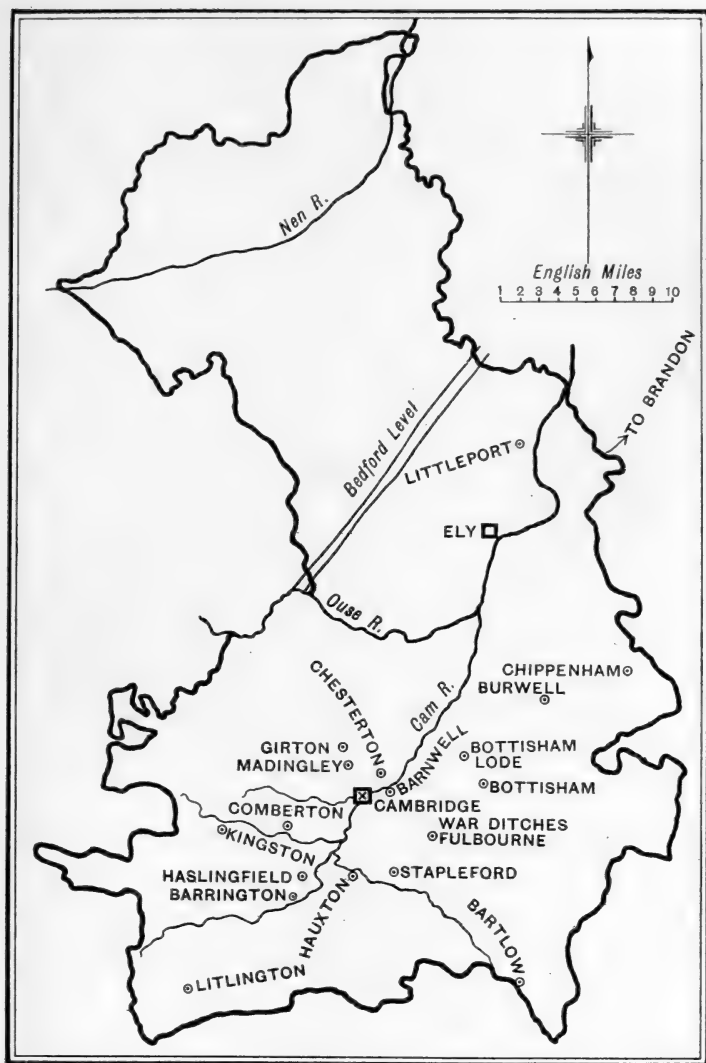 Nen R.
English Miles
1 2 3 4 5 6 7 8 9 10
TO BRANDON
Bedford Level
LITTLEPORT
ELY
Ouse R.
Cam R.
CHIPPENHAM
BURWELL
CHESTERTON
GIRTON
MADINGLEY
BARNWELL
BOTTISHAM
LODE
BOTTISHAM
CAMBRIDGE
COMBERTON
KINGSTON
WAR DITCHES
FULBOURNE
HASLINGFIELD
BARRINGTON
HAUXTON
STAPLEFORD
BARTLOW
LITLINGTON